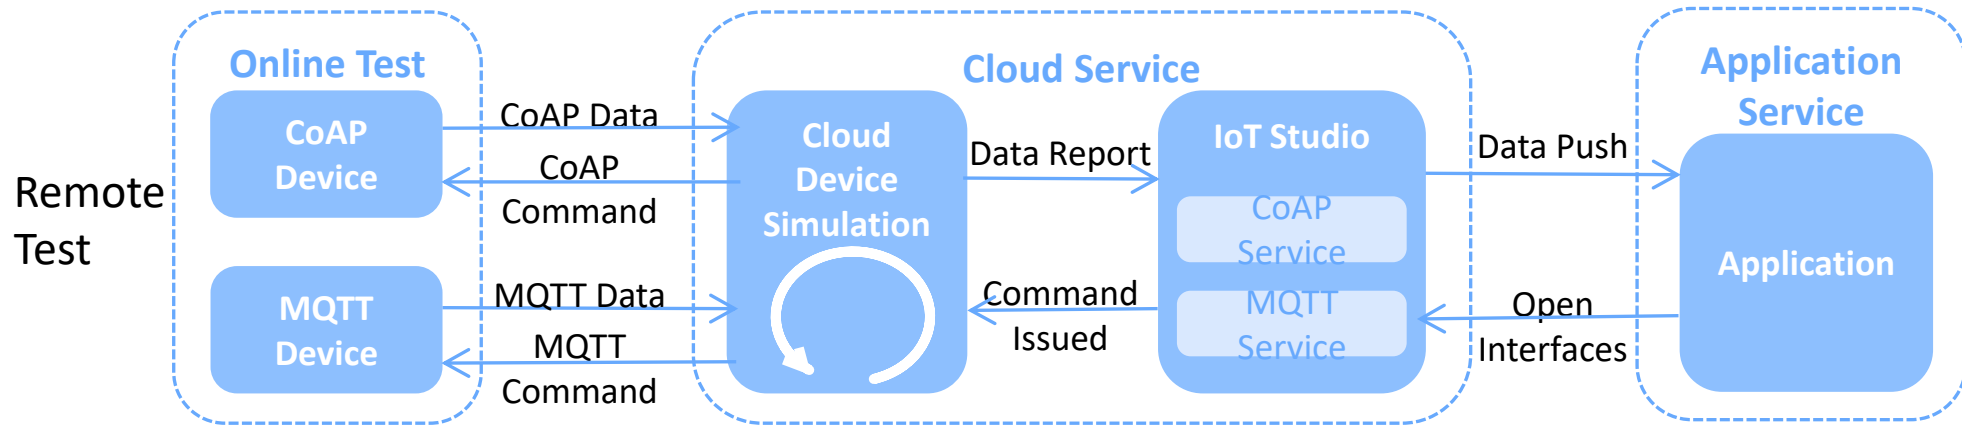 Remote
Test
Online Test
CoAP
Device
MQTT
Device
CoAP Data
CoAP
Command
MQTT Data
MQTT
Command
Cloud Service
Cloud
Device
Simulation
Data Report
Command
Issued
IoT Studio
CoAP
Service
MQTT
Service
Data Push
Open
Interfaces
Application
Service
Application